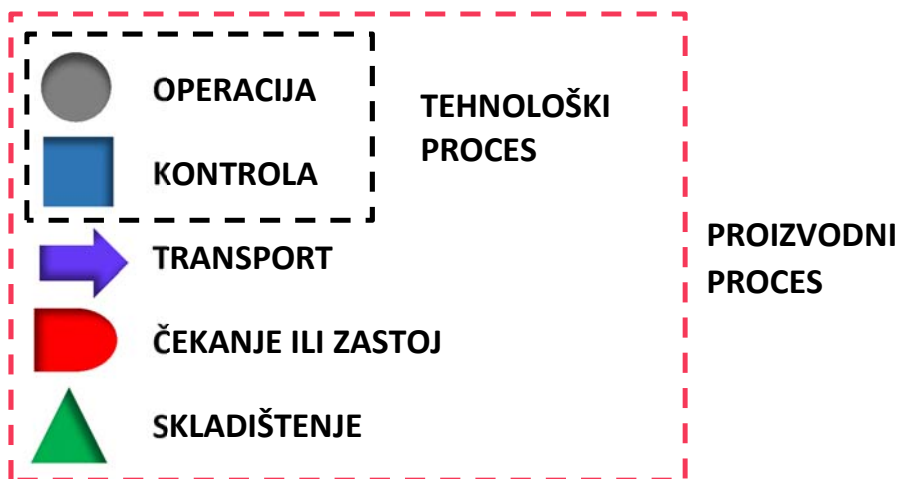 OPERACIJA
KONTROLA
TEHNOLOŠKI
PROCES
TRANSPORT
ČEKANJE ILI ZASTOJ
SKLADIŠTENJE
PROIZVODNI
PROCES